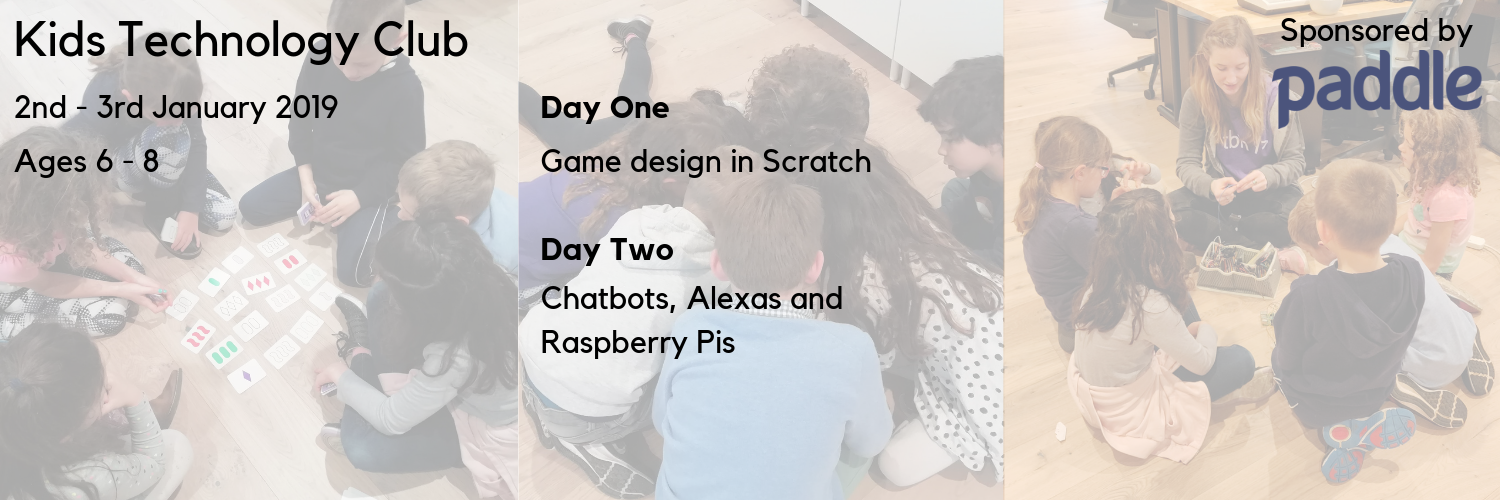 Kids Technology Club
2nd - 3rd January 2019
Ages 6 - 8
Day One
Game design in Scratch
Day Two
Chatbots, Alexas and
Raspberry Pis
Sponsored by
paddle